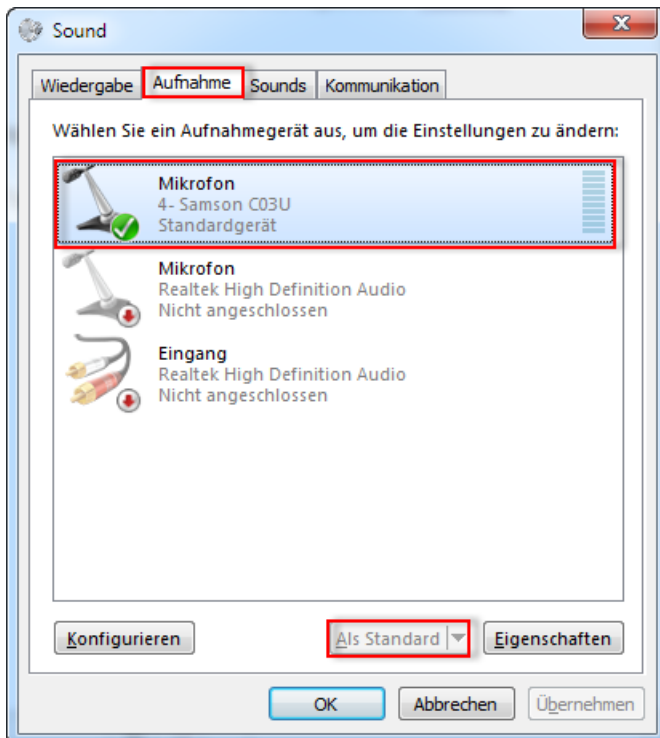 Sound
Wiedergabe Aufnahme Sounds Kommunikation
Wählen Sie ein Aufnahmegerät aus, um die Einstellungen zu ändern:
Mikrofon
4- Samson C03U
Standardgerät
Mikrofon
Realtek High Definition Audio
Nicht angeschlossen
Eingang
Realtek High Definition Audio
Nicht angeschlossen
Konfigurieren Als Standard Eigenschaften
OK Abbrechen Übernehmen